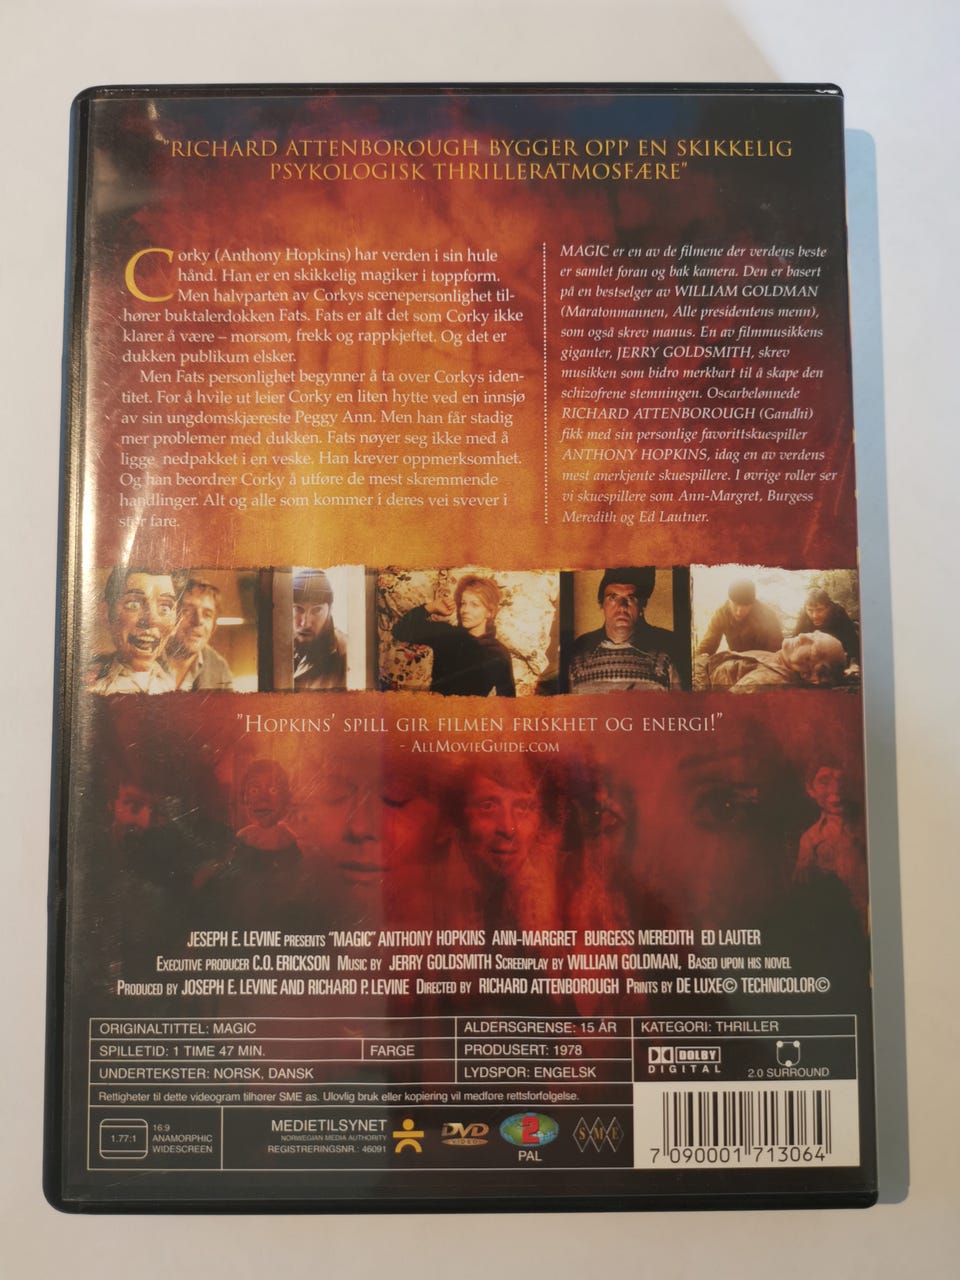 "RICHARD ATTENBOROUGH BYGGER OPP EN SKIKKELIG
PSYKOLOGISK THRILLERATMOSFÆRE"
Corky (Anthony Hopkins) har verden i sin hule
hånd. Han er en skikkelig magiker i toppform.
Men halvparten av Corkys scenepersonlighet til-
hører buktalerdokken Fats. Fats er alt det som Corky ikke
klarer å være – morsom, frekk og rappkjeftet. Og det er
dukken publikum elsker.
Men Fats personlighet begynner å ta over Corkys iden-
titet. For å hvile ut leier Corky en liten hytte ved en innsjø
av sin ungdomskjæreste Peggy Ann. Men han får stadig
mer problemer med dukken. Fats nøyer seg ikke med å
ligge nedpakket i en veske. Han krever oppmerksomhet.
Og han beordrer Corky å utføre de mest skremmende
handlinger. Alt og alle som kommer i deres vei svever i
stor fare.
MAGIC er en av de filmene der verdens beste
er samlet foran og bak kamera. Den er basert
på en bestselger av WILLIAM GOLDMAN
(Maratonmannen, Alle presidentens menn),
som også skrev manus. En av filmmusikkens
giganter, JERRY GOLDSMITH, skrev
musikken som bidro merkbart til å skape den
schizofrene stemningen. Oscarbelønnede
RICHARD ATTENBOROUGH (Gandhi)
fikk med sin personlige favorittskuespiller
ANTHONY HOPKINS, idag en av verdens
mest anerkjente skuespillere. I øvrige roller ser
vi skuespillere som Ann-Margret, Burgess
Meredith og Ed Lautner.
"HOPKINS' SPILL GIR FILMEN FRISKHET OG ENERGI!"
- ALLMOVIEGUIDE.COM
JESEPH E. LEVINE PRESENTS "MAGIC" ANTHONY HOPKINS ANN-MARGRET BURGESS MEREDITH ED LAUTER
EXECUTIVE PRODUCER C.O. ERICKSON MUSIC BY JERRY GOLDSMITH SCREENPLAY BY WILLIAM GOLDMAN, BASED UPON HIS NOVEL
PRODUCED BY JOSEPH E. LEVINE AND RICHARD P. LEVINE DIRECTED BY RICHARD ATTENBOROUGH PRINTS BY DE LUXE© TECHNICOLOR©
ORIGINALTITTEL: MAGIC
ALDERSGRENSE: 15 ÅR
KATEGORI: THRILLER
SPILLETID: 1 TIME 47 MIN.
FARGE
PRODUSERT: 1978
UNDERTEKSTER: NORSK, DANSK
LYDSPOR: ENGELSK
DOLBY
DIGITAL
2.0 SURROUND
Rettigheter til dette videogram tilhører SME as. Ulovlig bruk eller kopiering vil medføre rettsforfølgelse.
1.77:1
16:9
ANAMORPHIC
WIDESCREEN
MEDIETILSYNET
NORWEGIAN MEDIA AUTHORITY
REGISTRERINGSNR.: 46091
DVD
VIDEO
2
PAL
SME
7 090001 713064